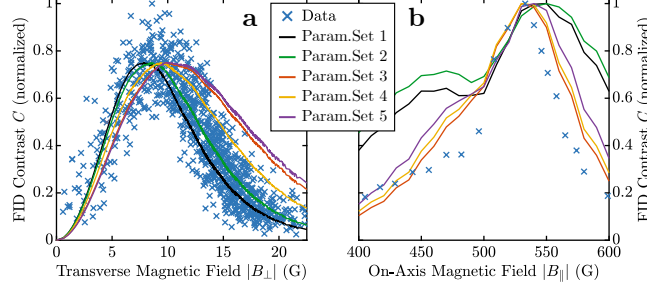 a
b
Data
Param.Set 1
Param.Set 2
Param.Set 3
Param.Set 4
Param.Set 5
FID Contrast C (normalized)
1
0.8
0.6
0.4
0.2
0
0
5
10
15
20
Transverse Magnetic Field |B⊥| (G)
400
450
500
550
600
On-Axis Magnetic Field |B∥| (G)
1
0.8
0.6
0.4
0.2
0
FID Contrast C (normalized)